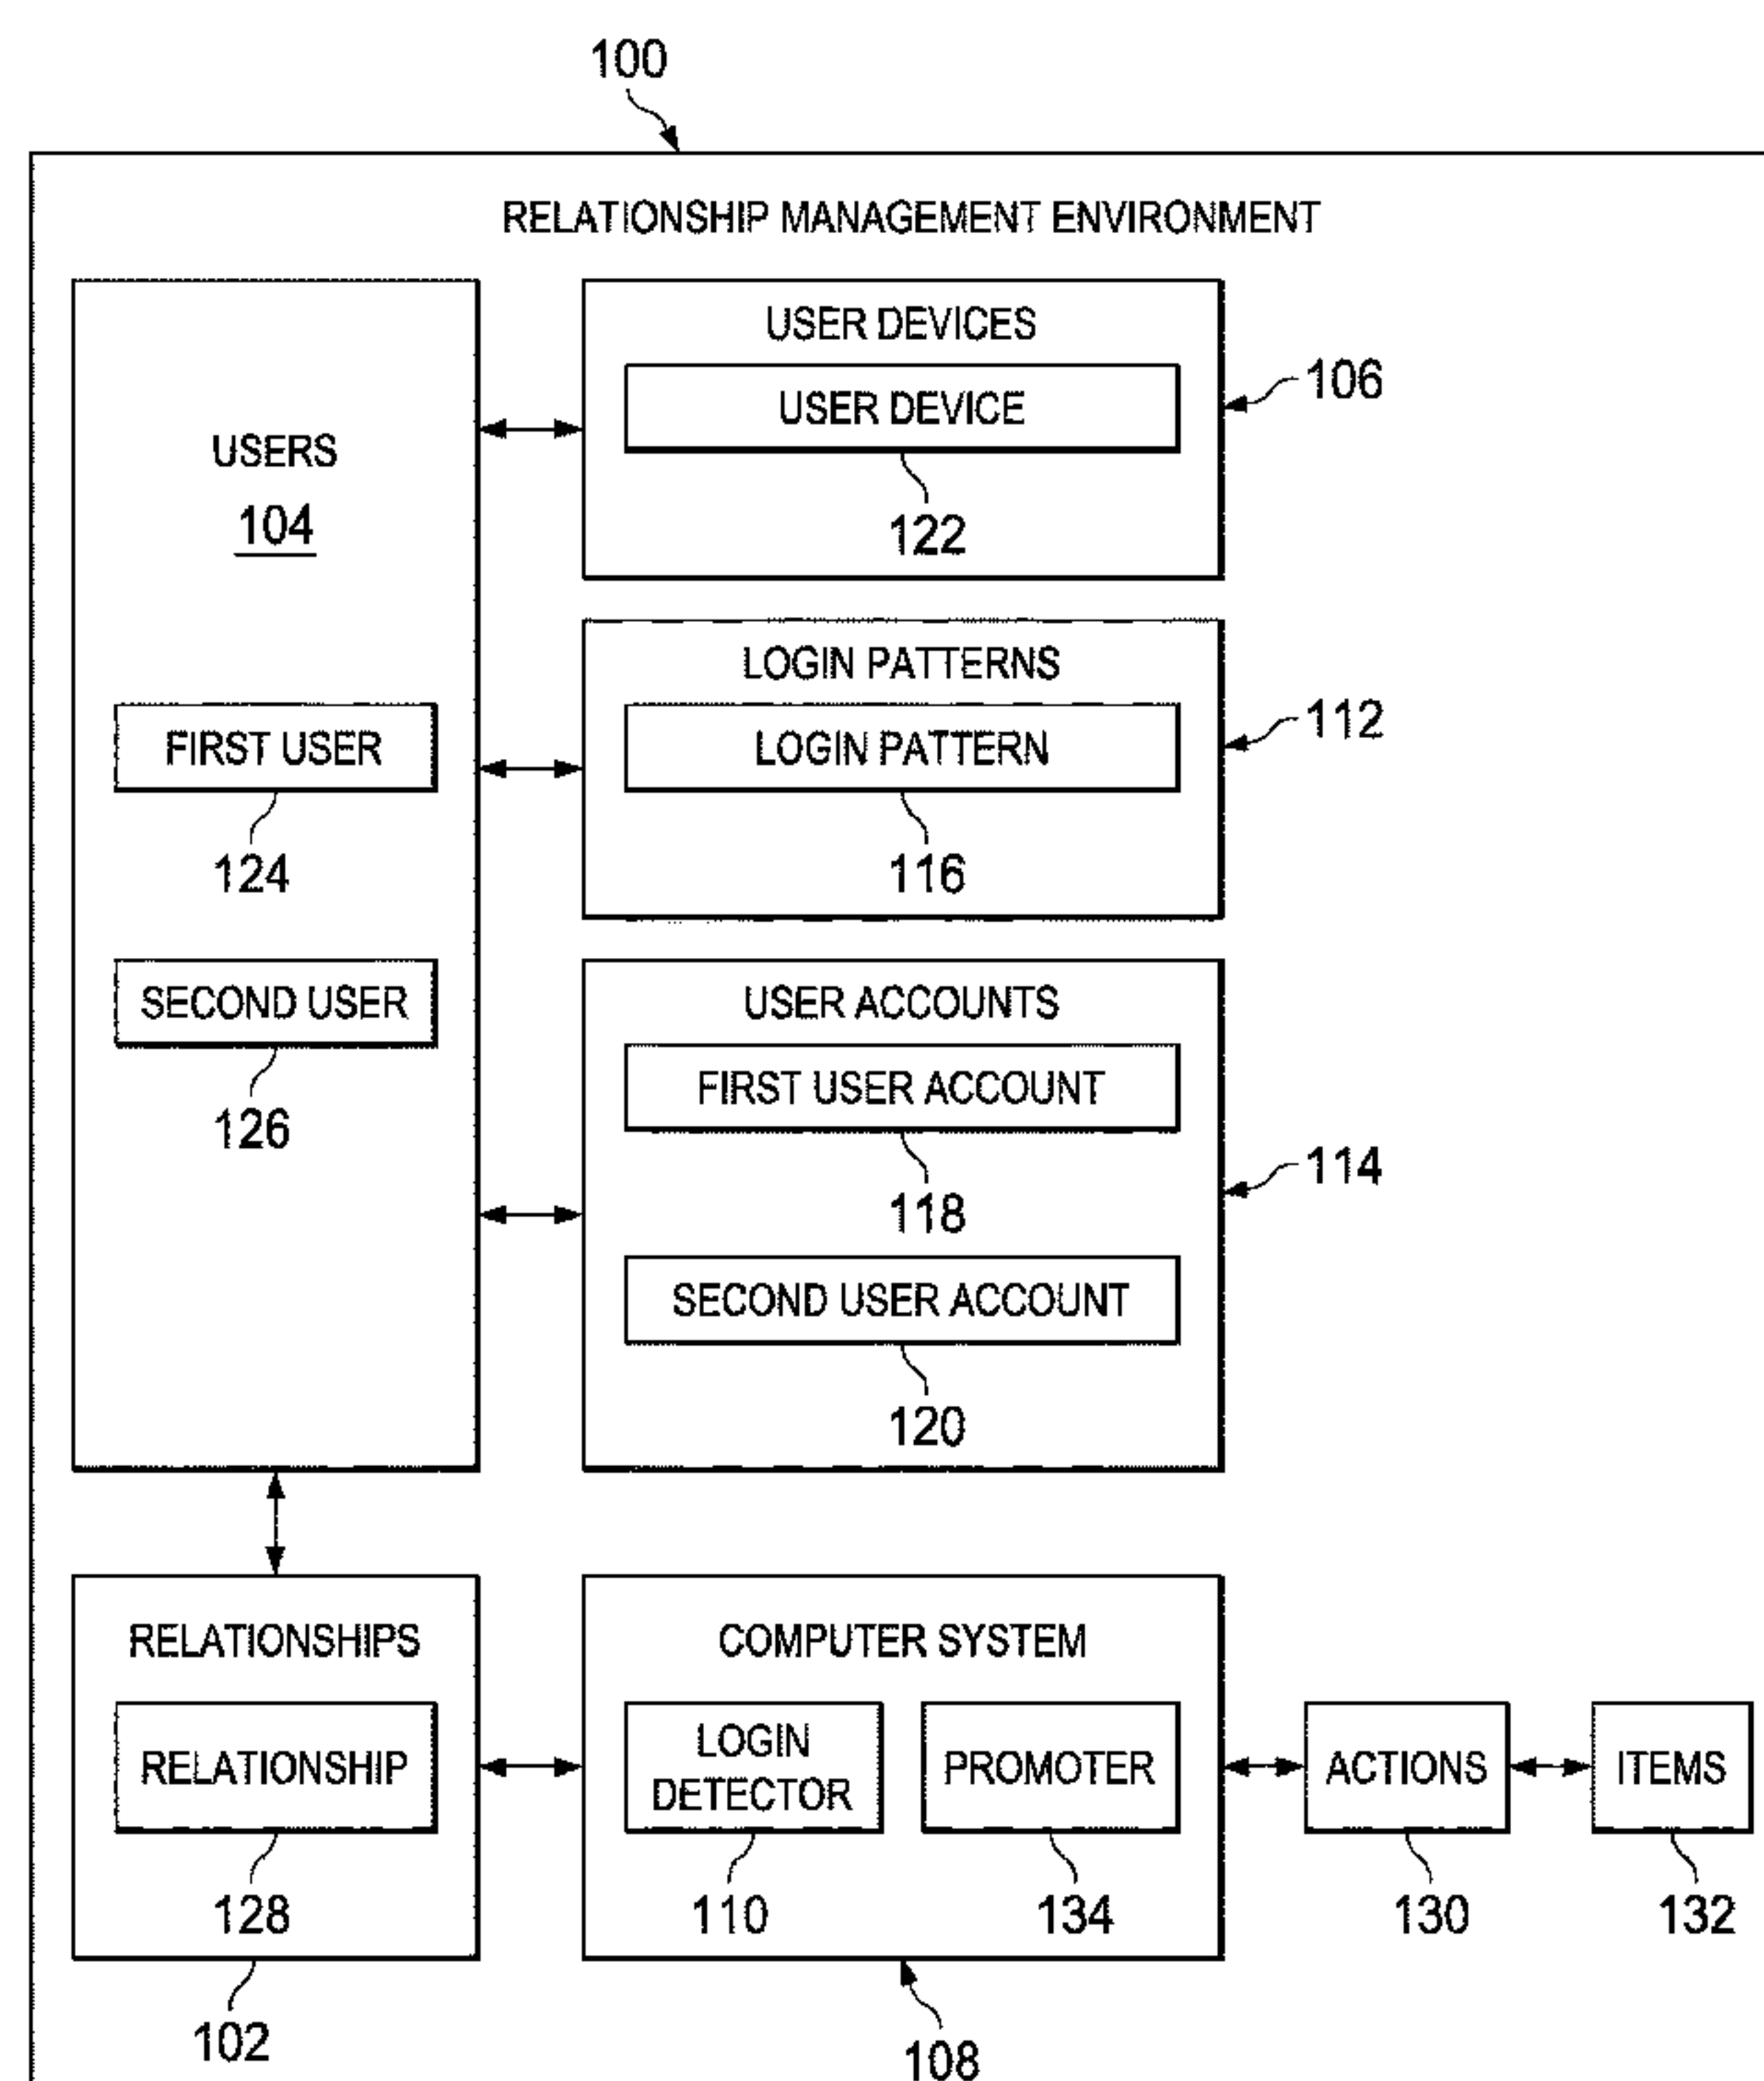 100
RELATIONSHIP MANAGEMENT ENVIRONMENT
USERS
104
FIRST USER
124
SECOND USER
126
USER DEVICES
USER DEVICE
122
106
LOGIN PATTERNS
LOGIN PATTERN
116
112
USER ACCOUNTS
FIRST USER ACCOUNT
118
SECOND USER ACCOUNT
120
114
RELATIONSHIPS
RELATIONSHIP
128
102
COMPUTER SYSTEM
LOGIN
DETECTOR
110
PROMOTER
134
108
ACTIONS
130
ITEMS
132